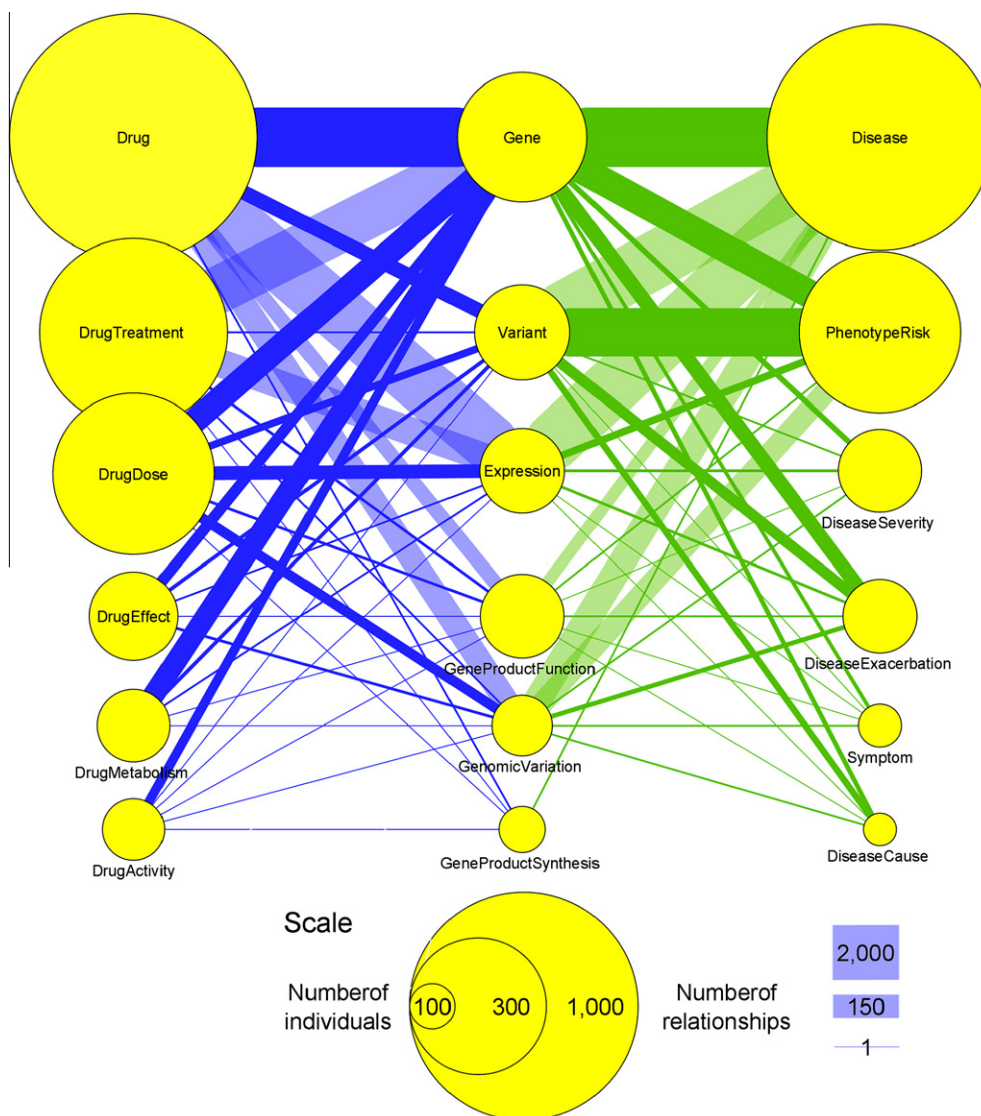 Drug
Gene
Disease
DrugTreatment
Variant
PhenotypeRisk
DrugDose
Expression
DiseaseSeverity
DrugEffect
GeneProductFunction
DiseaseExacerbation
DrugMetabolism
GenomicVariation
Symptom
DrugActivity
GeneProductSynthesis
DiseaseCause
Scale
Numberof
individuals
100
300
1,000
Numberof
relationships
2,000
150
1